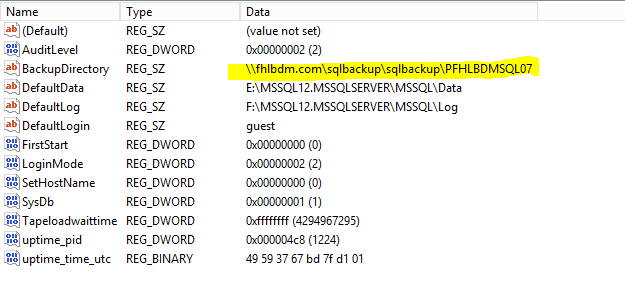 Name Type Data
(Default) REG_SZ (value not set)
AuditLevel REG_DWORD 0x00000002 (2)
BackupDirectory REG_SZ \\fhlbdm.com\sqlbackup\sqlbackup\PFHLBDMSQL07
DefaultData REG_SZ E:\MSSQL12.MSSQLSERVER\MSSQL\Data
DefaultLog REG_SZ F:\MSSQL12.MSSQLSERVER\MSSQL\Log
DefaultLogin REG_SZ guest
FirstStart REG_DWORD 0x00000000 (0)
LoginMode REG_DWORD 0x00000002 (2)
SetHostName REG_DWORD 0x00000000 (0)
SysDb REG_DWORD 0x00000001 (1)
Tapeloadwaittime REG_DWORD 0xffffffff (4294967295)
uptime_pid REG_DWORD 0x000004c8 (1224)
uptime_time_utc REG_BINARY 49 59 37 67 bd 7f d1 01